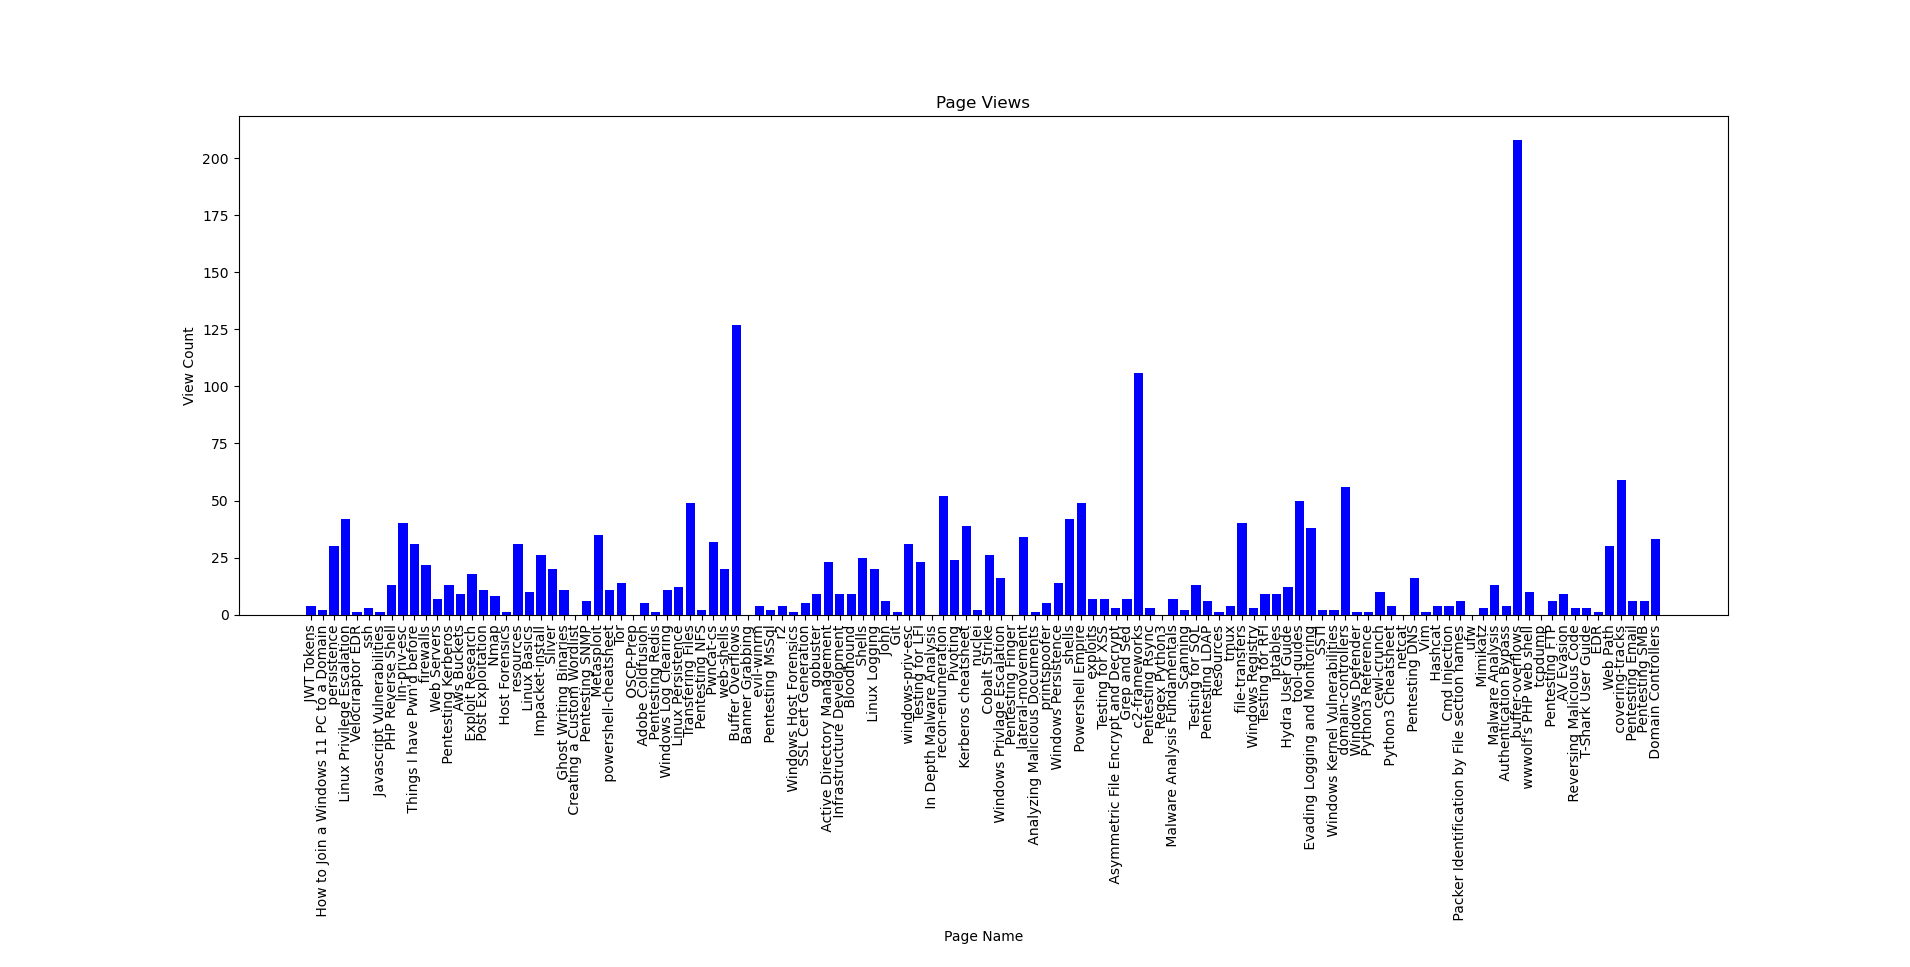 Page Views
200
175
150
125
100
75
50
25
0
View Count
JWT Tokens
How to Join a Windows 11 PC to a Domain
persistence
Linux Privilege Escalation
Velociraptor EDR
ssh
Javascript Vulnerabilities
PHP Reverse Shell
lin-priv-esc
Things I have Pwn'd before
firewalls
Web Servers
Pentesting Kerberos
Aws Buckets
Exploit Research
Post Exploitation
Nmap
Host Forensics
resources
Linux Basics
Impacket-install
Sliver
Ghost Writing Binaries
Creating a Custom Wordlist
Pentesting SNMP
Metasploit
powershell-cheatsheet
Tor
OSCP-Prep
Adobe Coldfusion
Pentesting Redis
Windows Log Clearing
Linux Persistence
Transfering Files
Pentesting NFS
Pwncat-cs
web-shells
Buffer Overflows
Banner Grabbing
evil-winrm
Pentesting MsSql
r2
Windows Host Forensics
SSL Cert Generation
gobuster
Active Directory Managment
Infrastructure Development
Bloodhound
Shells
Linux Logging
John
Git
windows-priv-esc
Testing for LFI
In Depth Malware Analysis
recon-enumeration
Pivoting
Kerberos cheatsheet
nuclei
Cobalt Strike
Windows Privlage Escalation
Pentesting Finger
lateral-movement
Analyzing Malicious Documents
printspoofer
Windows Persistence
shells
Powershell Empire
exploits
Testing for XSS
Asymmetric File Encrypt and Decrypt
Grep and Sed
c2-frameworks
Pentesting Rsync
Regex Python3
Malware Analysis Fundamentals
Scanning
Testing for SQL
Pentesting LDAP
Resources
tmux
file-transfers
Windows Registry
Testing for RFI
iptables
Hydra User Guide
tool-guides
Evading Logging and Monitoring
SSTI
Windows Kernel Vulnerabilities
domain-controllers
Windows Defender
Python3 Reference
cewl-crunch
Python3 Cheatsheet
netcat
Pentesting DNS
Vim
Hashcat
Cmd Injection
Packer Identification by File section names
ufw
Mimikatz
Malware Analysis
Authentication Bypass
buffer-overflows
wwwolf's PHP web shell
tcpdump
Pentesting FTP
AV Evasion
Reversing Malicious Code
T-Shark User Guide
EDR
Web Path
covering-tracks
Pentesting Email
Pentesting SMB
Domain Controllers
Page Name